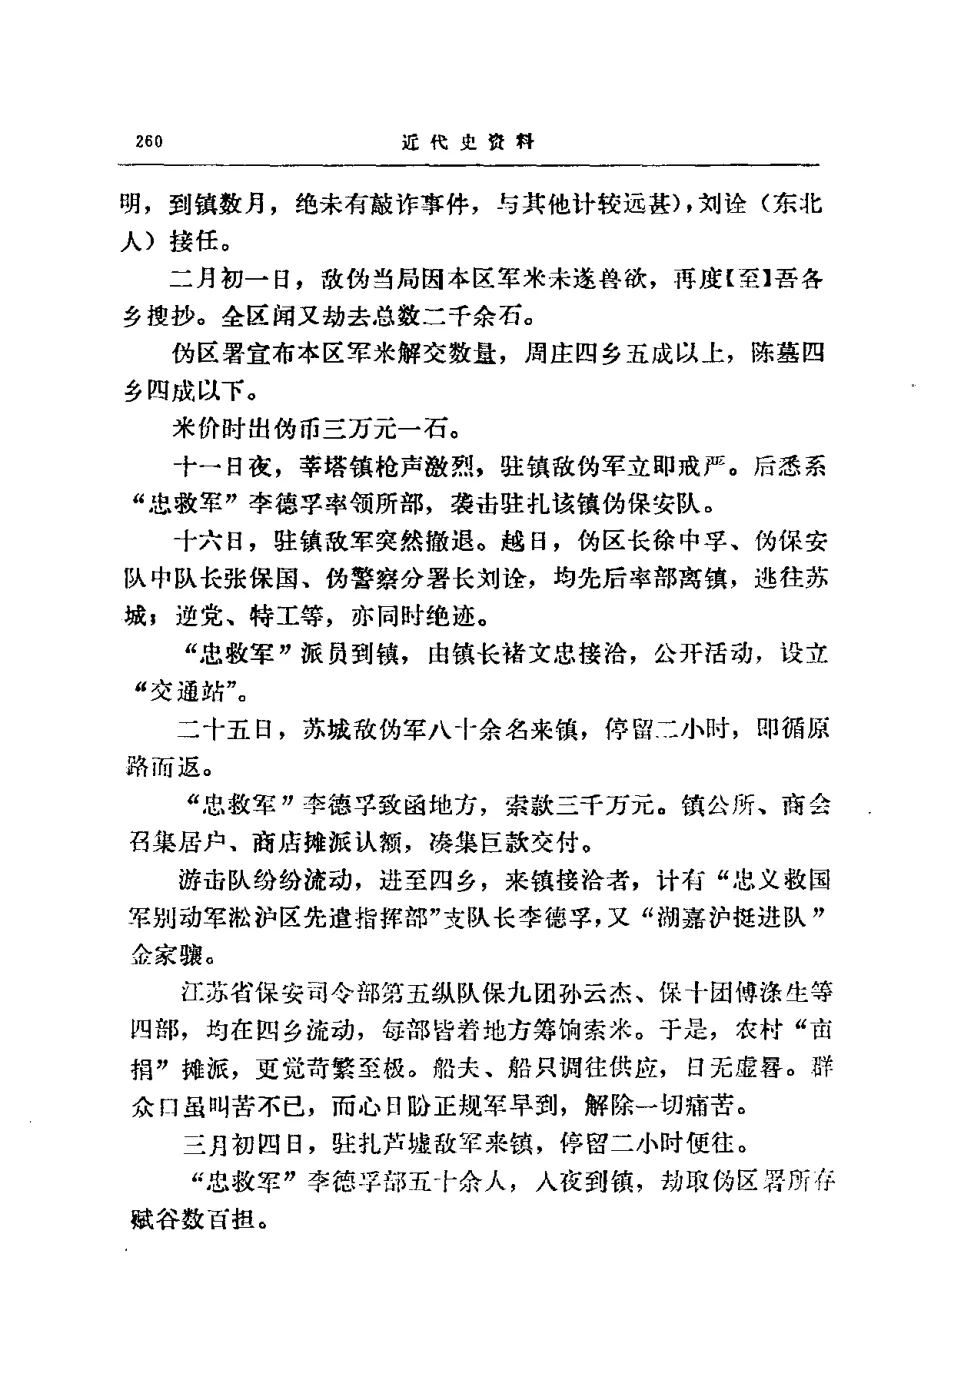 260 近代史资料
明，到镇数月，绝未有敲诈事件，与其他计较远甚），刘诠（东北
人）接任。
二月初一日，敌伪当局因本区军米未遂兽欲，再度【至】吾各
乡搜抄。全区闻又劫去总数二千余石。
伪区署宣布本区军米解交数量，周庄四乡五成以上，陈墓四
乡四成以下。
米价时出伪币三万元一石。
十一日夜，莘塔镇枪声激烈，驻镇敌伪军立即戒严。后悉系
“忠救军”李德孚率领所部，袭击驻扎该镇伪保安队。
十六日，驻镇敌军突然撤退。越日，伪区长徐中孚、伪保安
队中队长张保国、伪警察分署长刘诠，均先后率部离镇，逃往苏
城；逆党、特工等，亦同时绝迹。
“忠救军”派员到镇，由镇长褚文忠接洽，公开活动，设立
“交通站”。
二十五日，苏城敌伪军八十余名来镇，停留二小时，即循原
路而返。
“忠救军”李德孚致函地方，索款三千万元。镇公所、商会
召集居户、商店摊派认额，凑集巨款交付。
游击队纷纷流动，进至四乡，来镇接洽者，计有“忠义救国
军别动军淞沪区先遣指挥部”支队长李德孚，又“湖嘉沪挺进队”
金家骧。
江苏省保安司令部第五纵队保九团孙云杰、保十团傅涤生等
四部，均在四乡流动，每部皆着地方筹饷索米。于是，农村“亩
捐”摊派，更觉苛繁至极。船夫、船只调往供应，日无虚晷。群
众口虽叫苦不已，而心日盼正规军早到，解除一切痛苦。
三月初四日，驻扎芦墟敌军来镇，停留二小时便往。
“忠救军”李德孚部五十余人，入夜到镇，劫取伪区署所存
赋谷数百担。